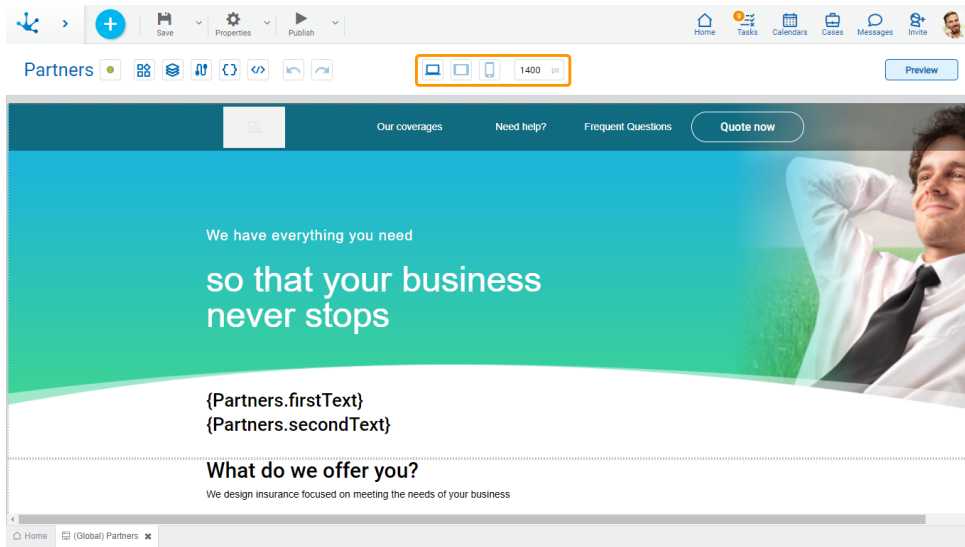 Save
Properties
Publish
Home
9
Tasks
Calendars
Cases
Messages
Invite
Partners
1400 px
Preview
Our coverages
Need help?
Frequent Questions
Quote now
We have everything you need
so that your business
never stops
{Partners.firstText}
{Partners.secondText}
What do we offer you?
We design insurance focused on meeting the needs of your business
Home
(Global) Partners